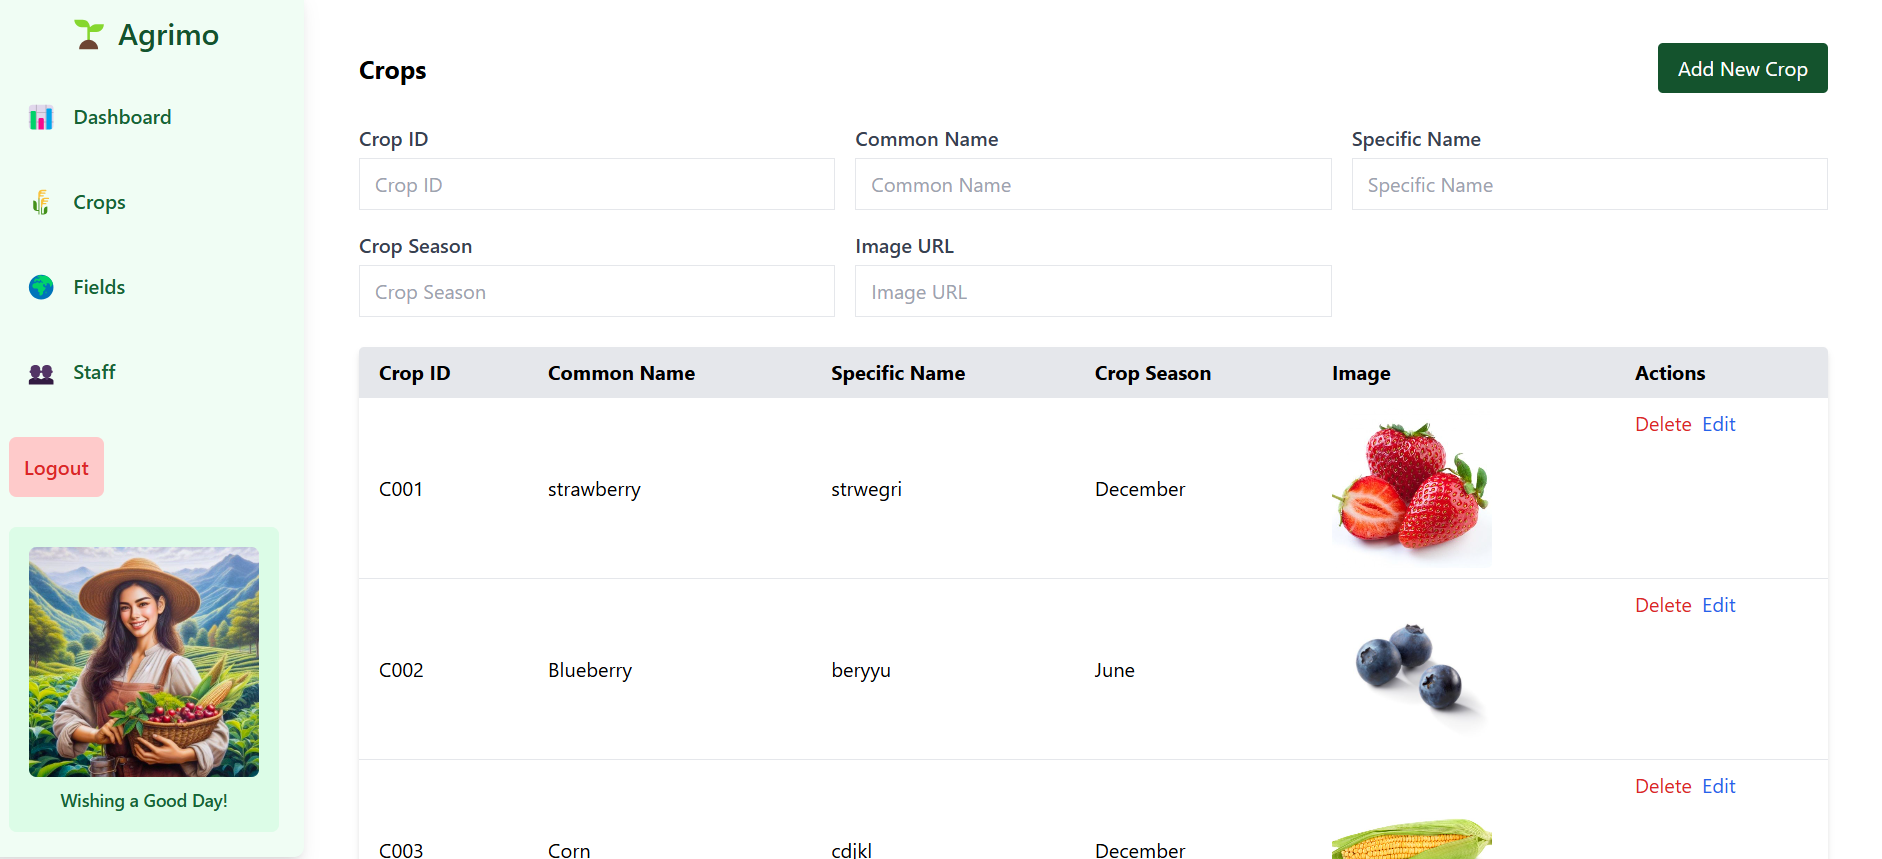 Agrimo
Dashboard
Crops
Fields
Staff
Logout
Wishing a Good Day!
Crops
Add New Crop
Crop ID
Common Name
Specific Name
Crop ID
Common Name
Specific Name
Crop Season
Image URL
Crop Season
Image URL
Crop ID Common Name Specific Name Crop Season Image Actions
C001 strawberry strwegri December Delete Edit
C002 Blueberry beryyu June Delete Edit
C003 Corn cdjkl December Delete Edit